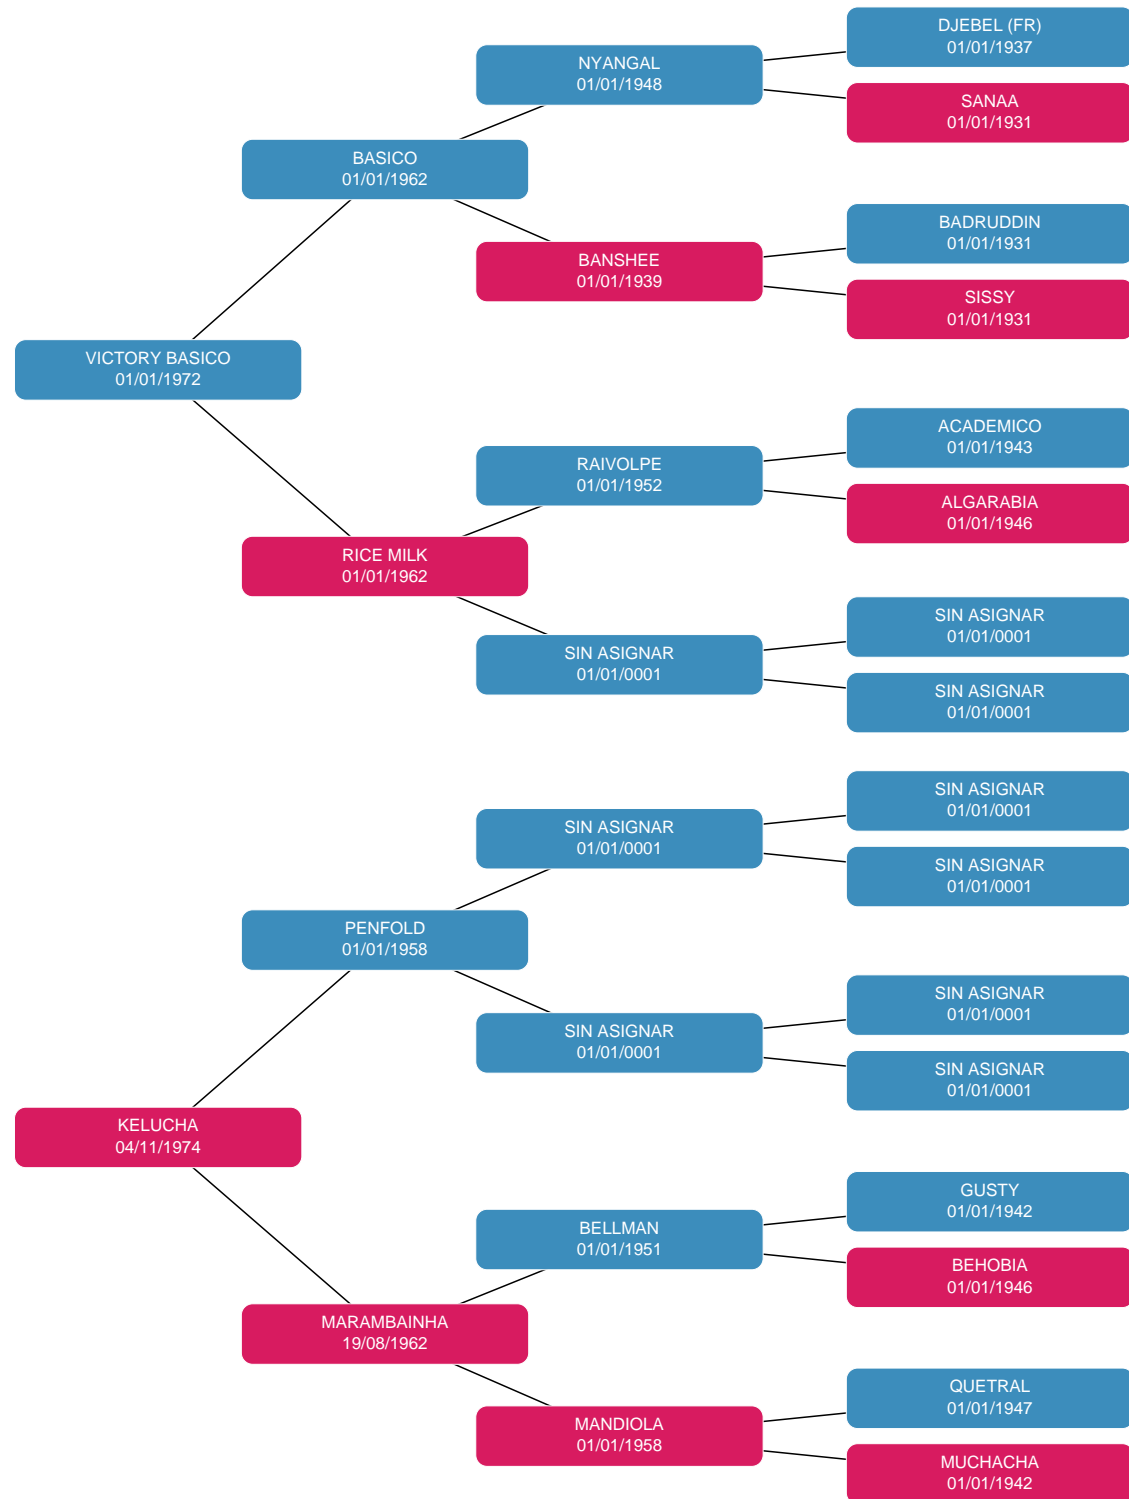 DJEBEL (FR)
01/01/1937
NYANGAL
01/01/1948
SANAA
01/01/1931
BASICO
01/01/1962
BADRUDDIN
01/01/1931
BANSHEE
01/01/1939
SISSY
01/01/1931
VICTORY BASICO
01/01/1972
ACADEMICO
01/01/1943
RAIVOLPE
01/01/1952
ALGARABIA
01/01/1946
RICE MILK
01/01/1962
SIN ASIGNAR
01/01/0001
SIN ASIGNAR
01/01/0001
SIN ASIGNAR
01/01/0001
SIN ASIGNAR
01/01/0001
SIN ASIGNAR
01/01/0001
SIN ASIGNAR
01/01/0001
PENFOLD
01/01/1958
SIN ASIGNAR
01/01/0001
SIN ASIGNAR
01/01/0001
SIN ASIGNAR
01/01/0001
KELUCHA
04/11/1974
GUSTY
01/01/1942
BELLMAN
01/01/1951
BEHOBIA
01/01/1946
MARAMBAINHA
19/08/1962
QUETRAL
01/01/1947
MANDIOLA
01/01/1958
MUCHACHA
01/01/1942